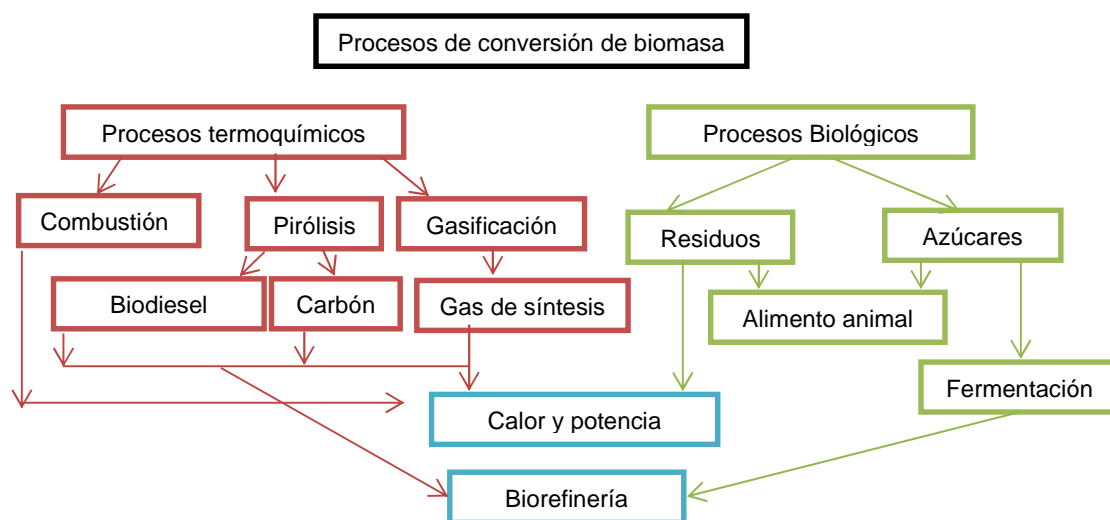 Procesos de conversión de biomasa
Procesos termoquímicos
Procesos Biológicos
Combustión
Pirólisis
Gasificación
Residuos
Azúcares
Biodiesel
Carbón
Gas de síntesis
Alimento animal
Fermentación
Calor y potencia
Biorefinería